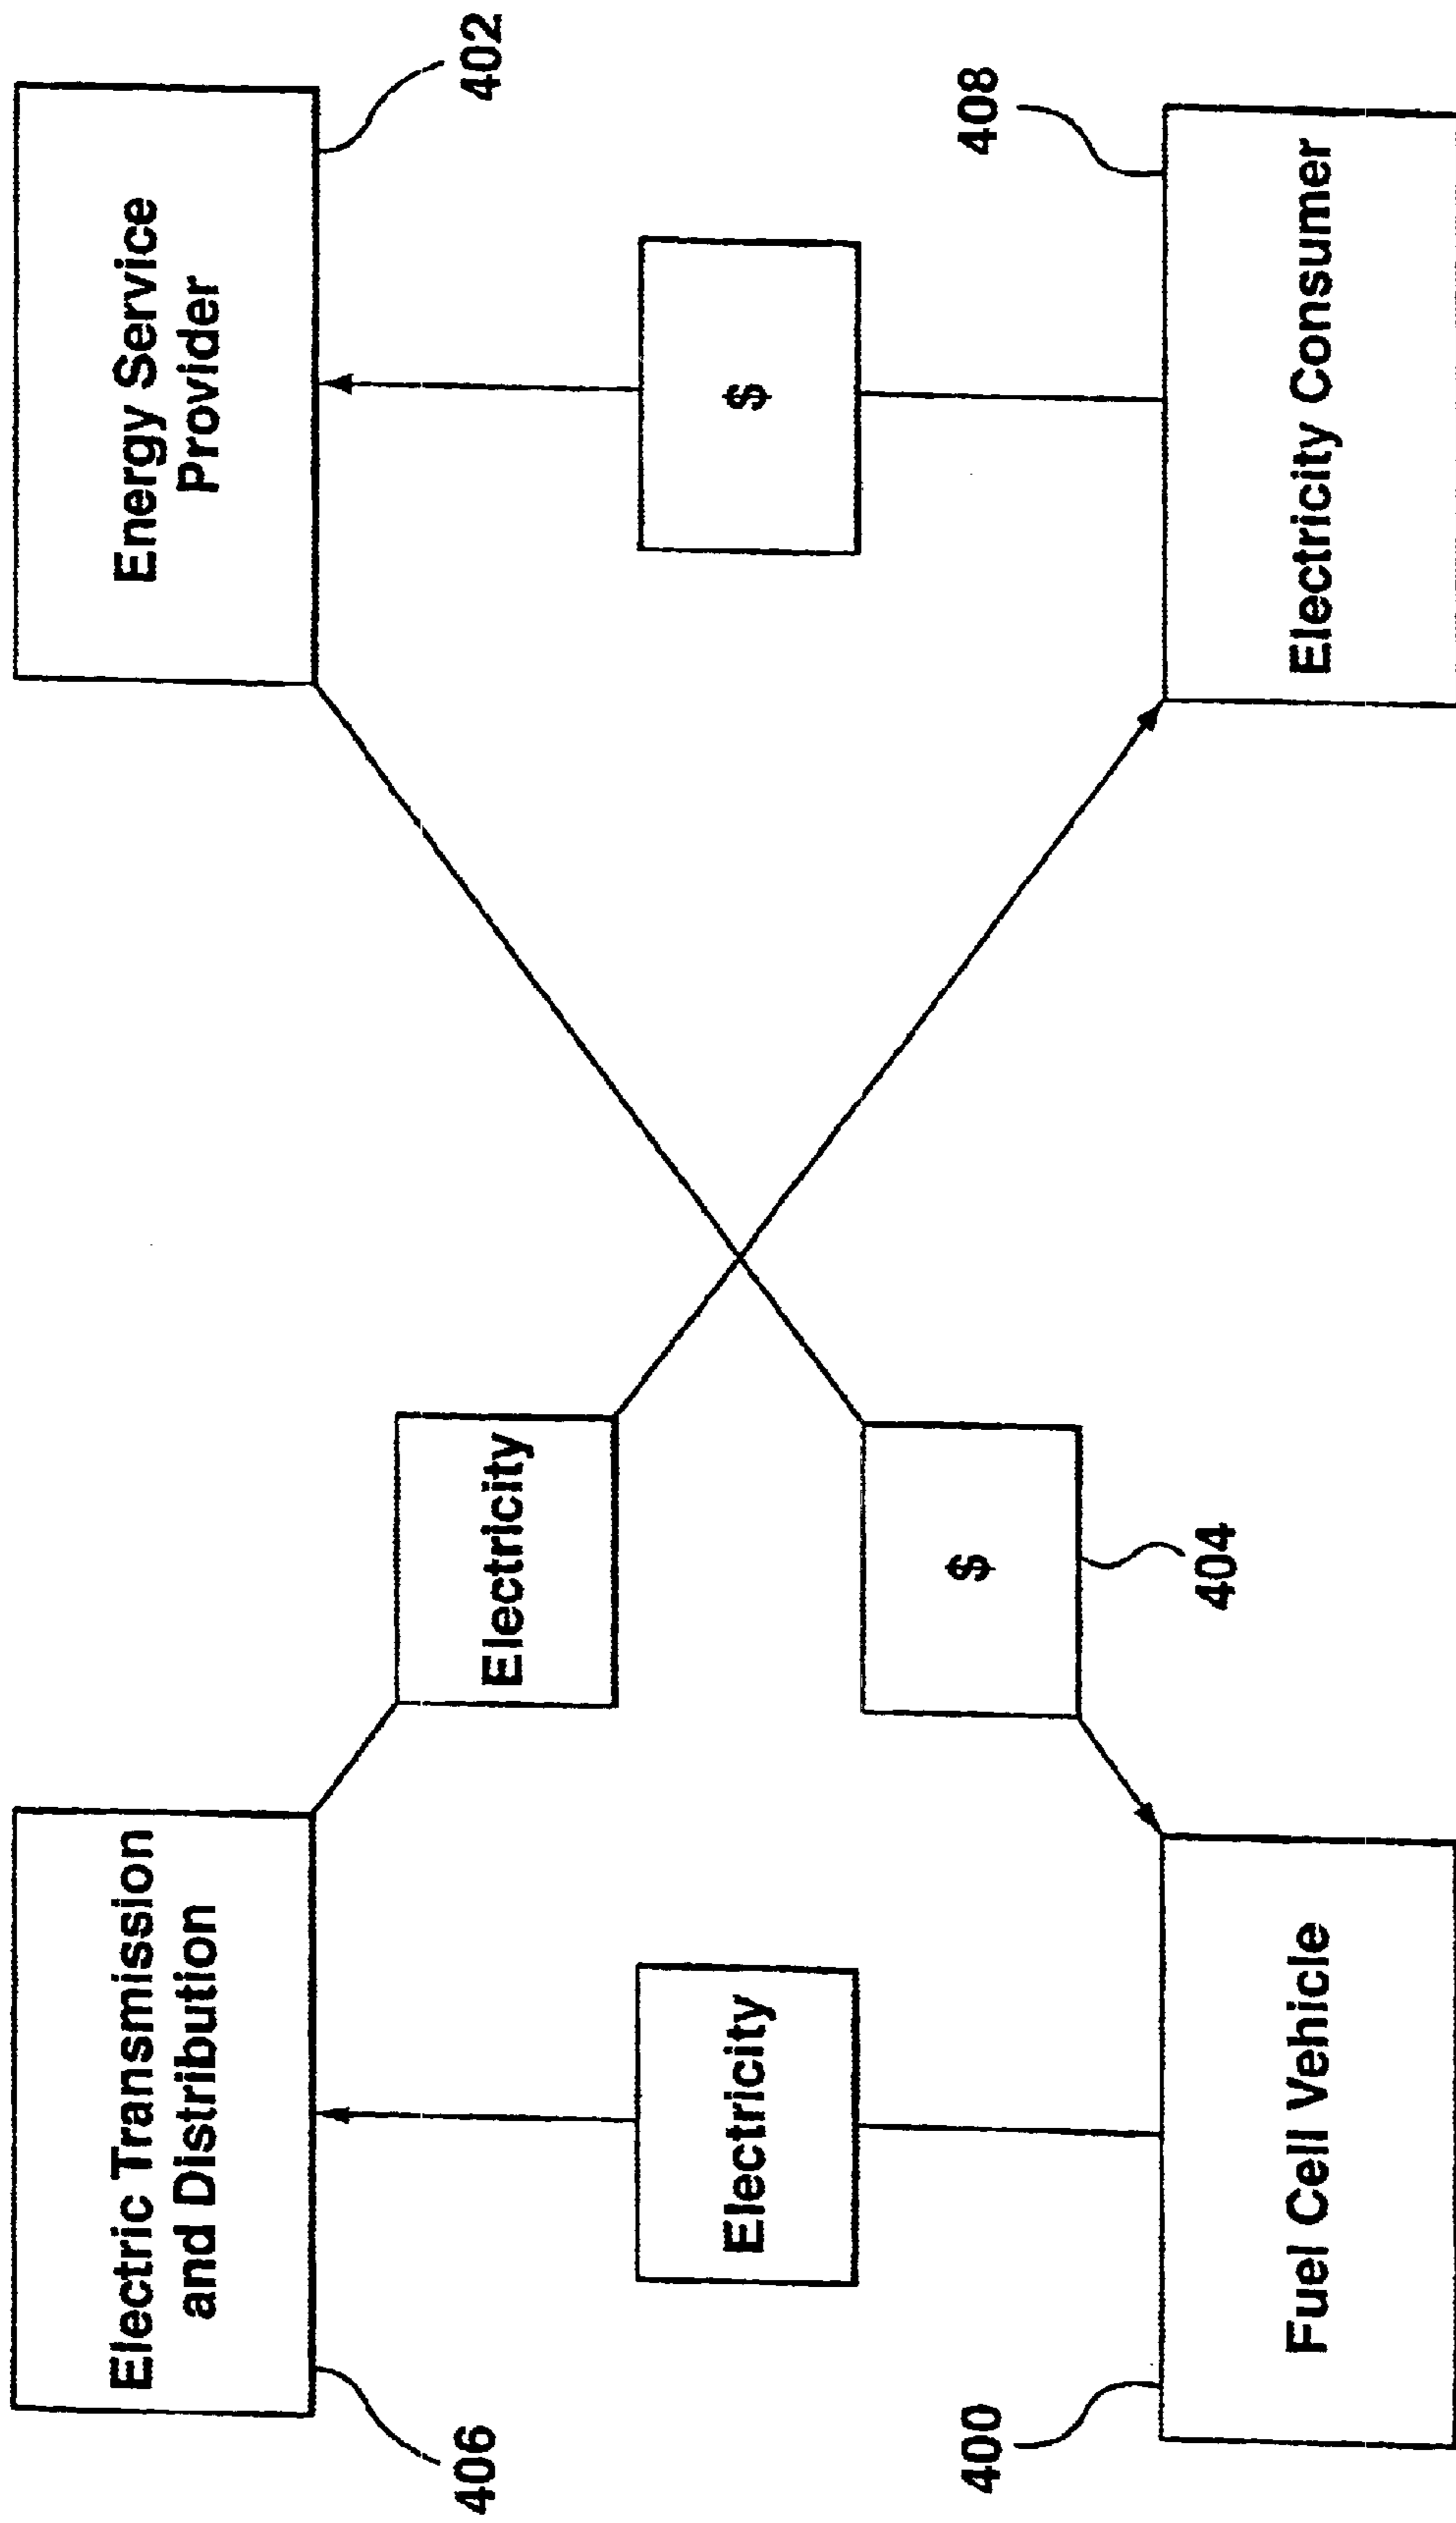 406
Electric Transmission
and Distribution
Energy Service
Provider
402
Electricity
Electricity
$
$
404
400
Fuel Cell Vehicle
408
Electricity Consumer